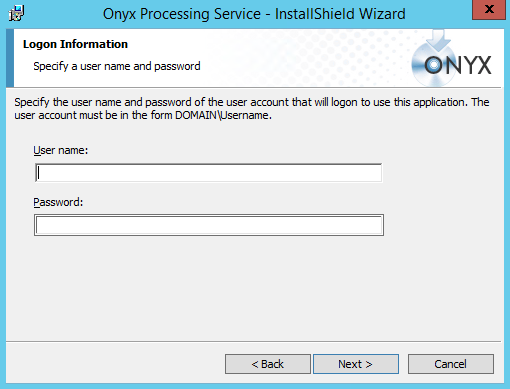 Onyx Processing Service - InstallShield Wizard
X
Logon Information
Specify a user name and password
ONYX
Specify the user name and password of the user account that will logon to use this application. The
user account must be in the form DOMAIN\Username.
User name:
Password:
< Back
Next >
Cancel